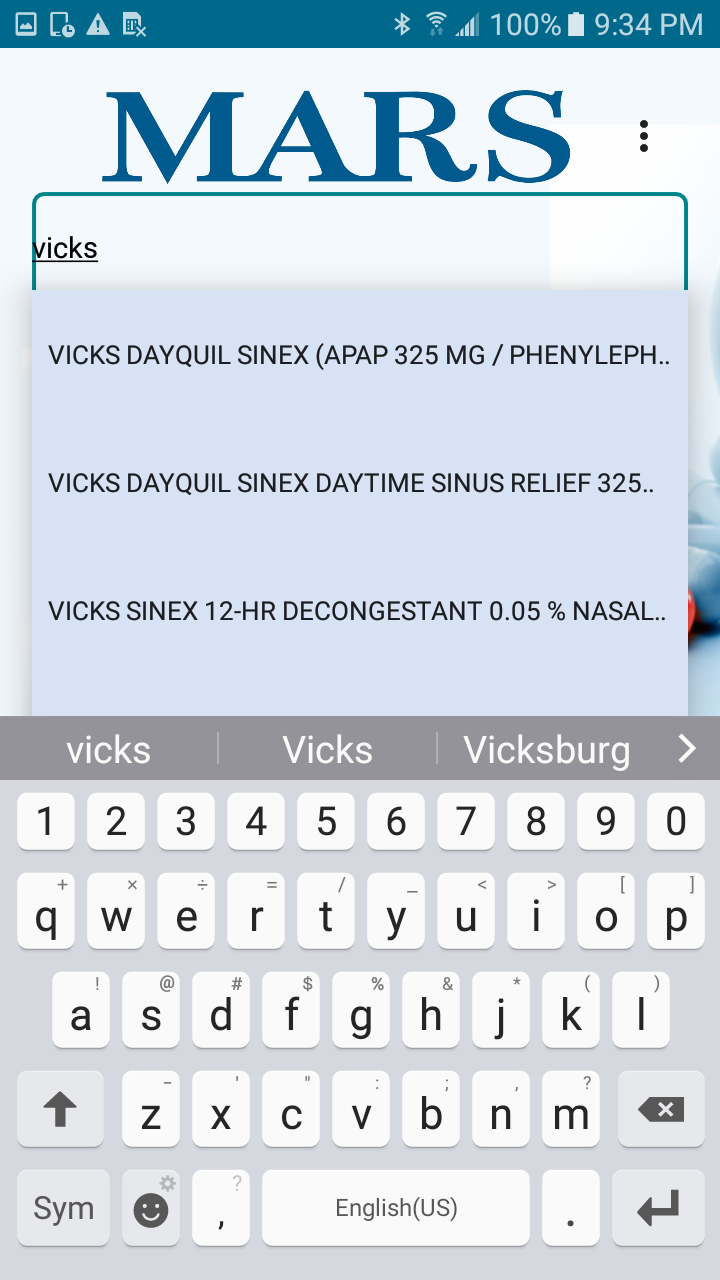 100% 9:34 PM
MARS
vicks
VICKS DAYQUIL SINEX (APAP 325 MG / PHENYLEPH..
VICKS DAYQUIL SINEX DAYTIME SINUS RELIEF 325..
VICKS SINEX 12-HR DECONGESTANT 0.05 % NASAL..
vicks Vicks Vicksburg
1 2 3 4 5 6 7 8 9 0
+ × ÷ = / _ < > [ ]
q w e r t y u i o p
! @ # $ % & * ( )
a s d f g h j k l
- ' " : ; , ?
z x c v b n m
?
Sym , English(US) .